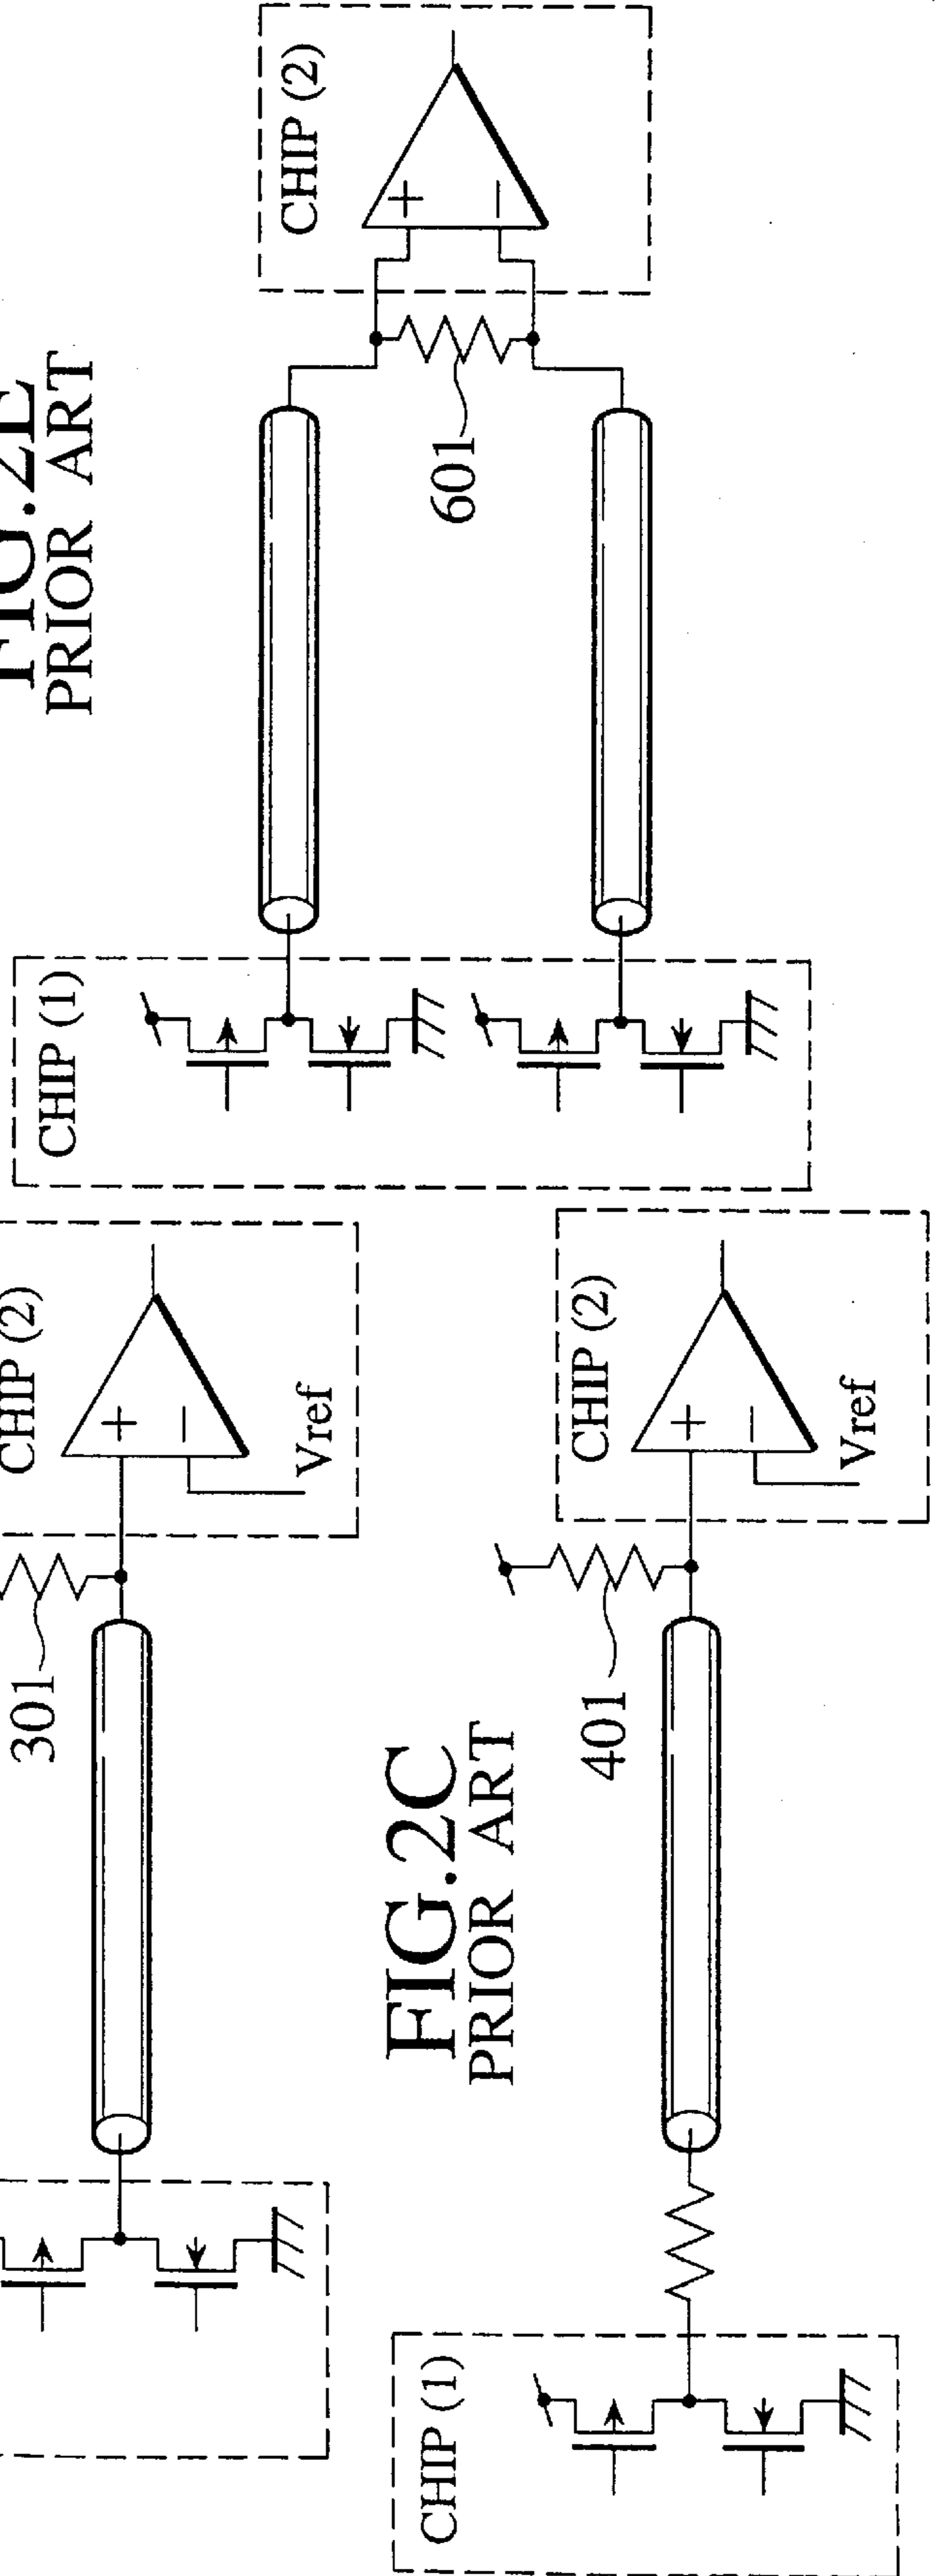 CHIP (2)
301
+
−
Vref
FIG.2E
PRIOR ART
CHIP (1)
CHIP (2)
+
−
601
FIG.2C
PRIOR ART
CHIP (1)
401
CHIP (2)
+
−
Vref